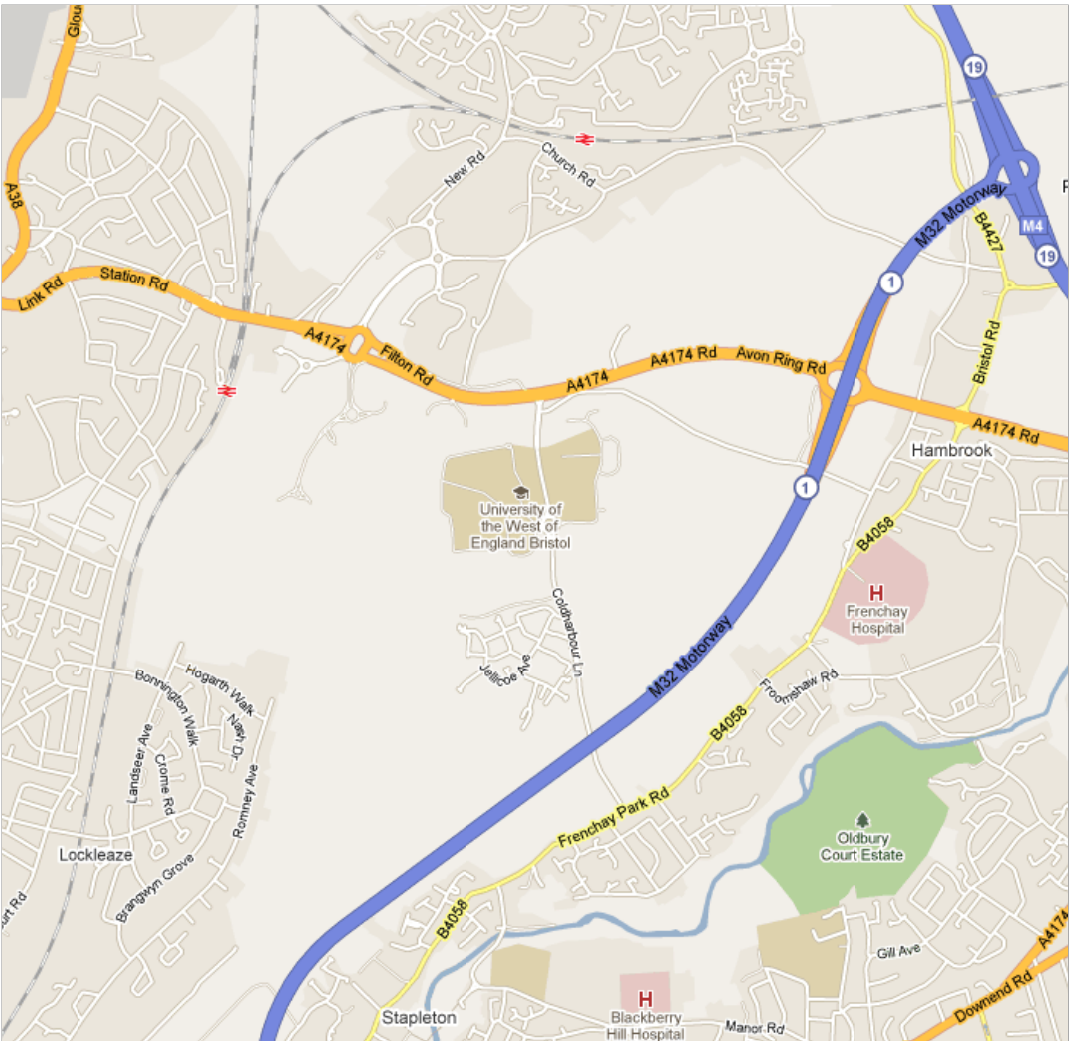 Glou
19
A38
New Rd
Church Rd
M32 Motorway
B4427
M4
19
1
Link Rd
Station Rd
A4174
Filton Rd
A4174
A4174 Rd
Avon Ring Rd
Bristol Rd
A4174 Rd
Hambrook
1
University of
the West of
England Bristol
B4058
H
Frenchay
Hospital
Coldharbour Ln
Jellicoe Ave
M32 Motorway
Froomshaw Rd
Hogarth Walk
Bonnington Walk
Nash Dr
Landseer Ave
Crome Rd
Romney Ave
B4058
Frenchay Park Rd
Oldbury
Court Estate
Lockleaze
Brangwyn Grove
urt Rd
B4058
Gill Ave
A4174
Downend Rd
H
Blackberry
Hill Hospital
Manor Rd
Stapleton